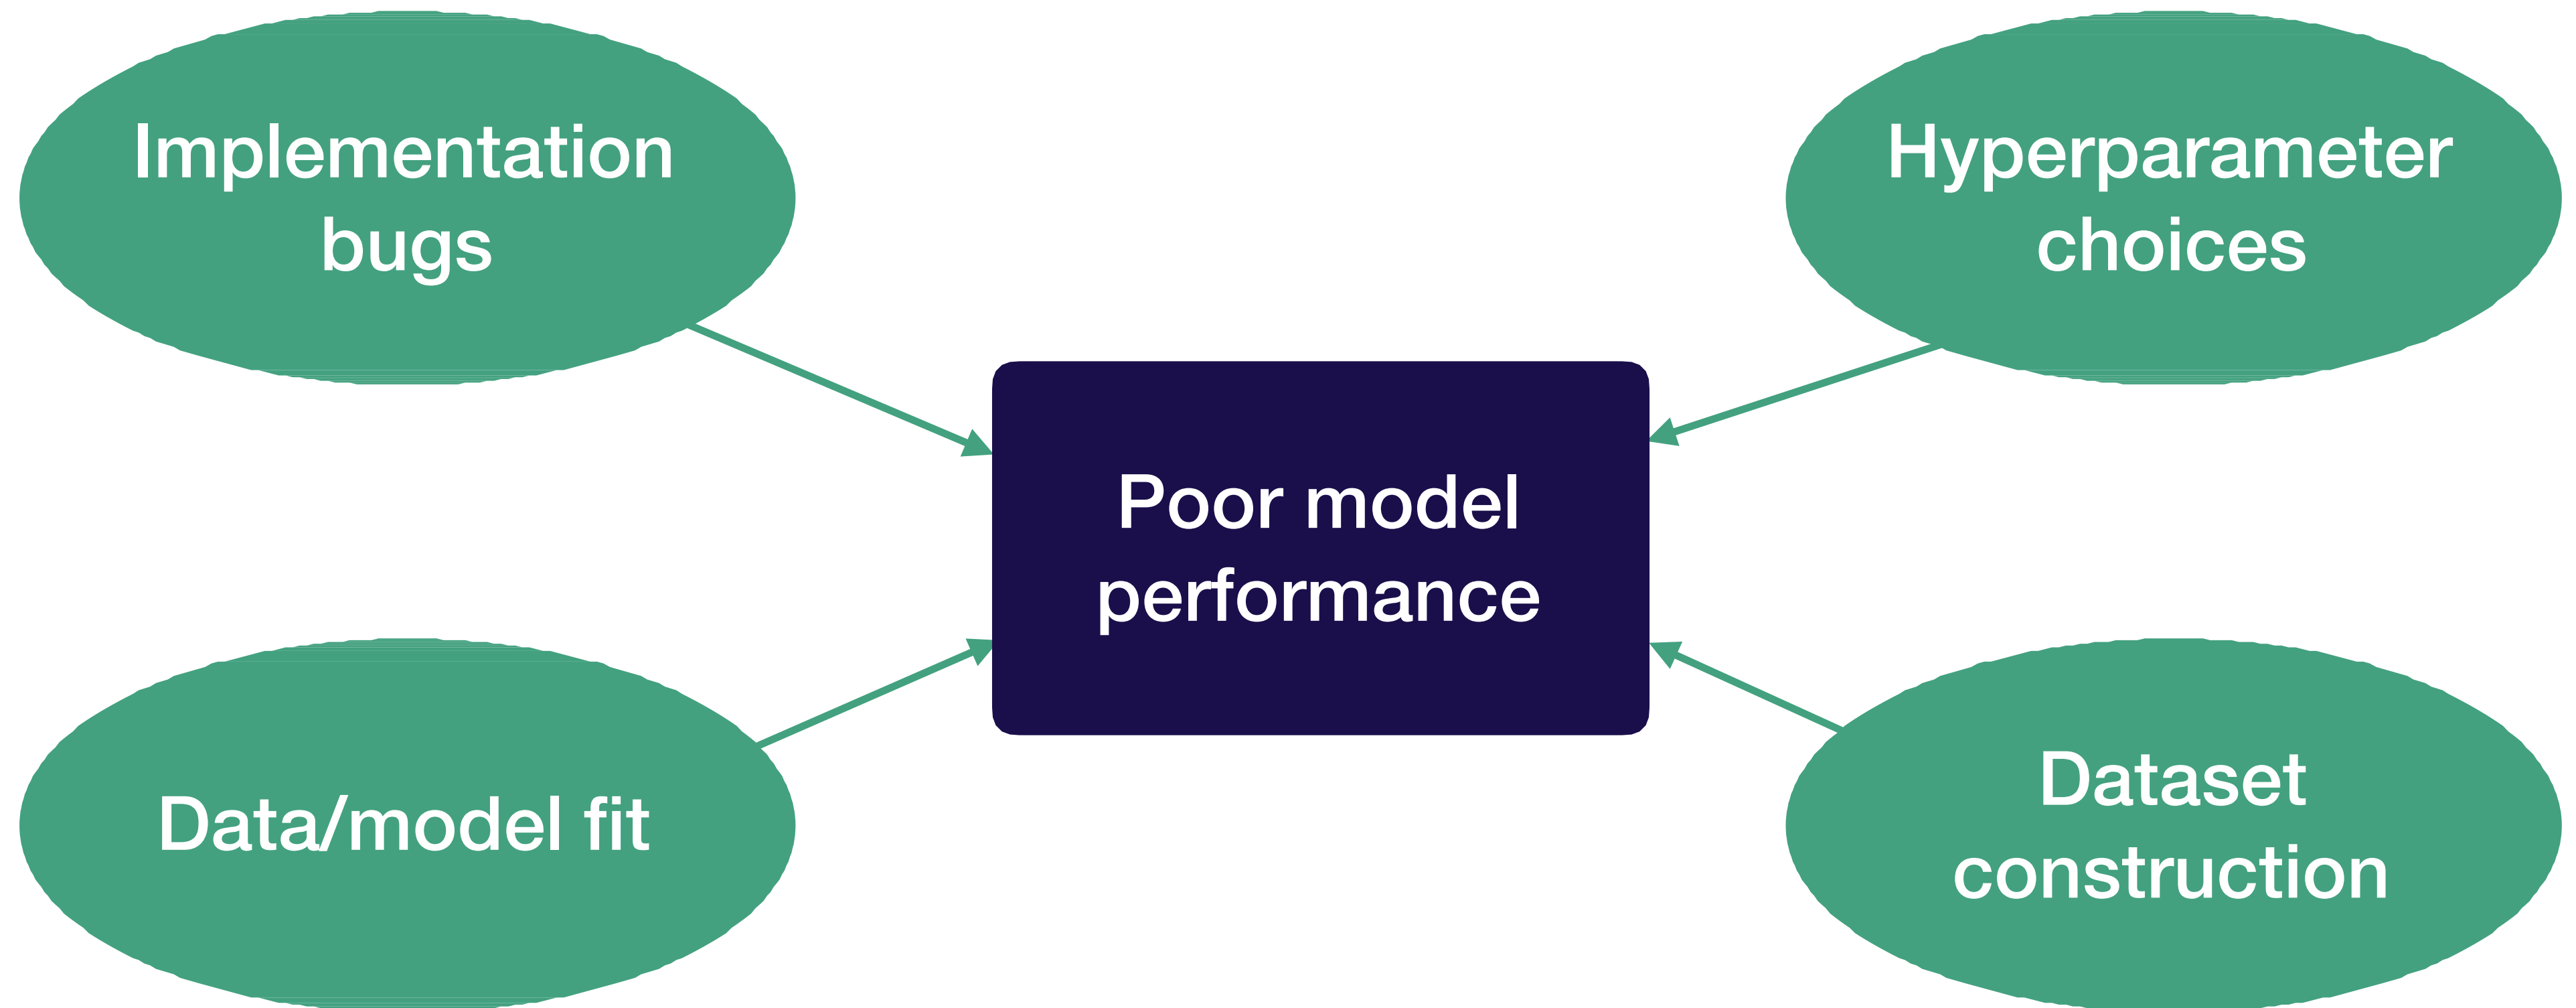 Implementation
bugs
Hyperparameter
choices
Poor model
performance
Data/model fit
Dataset
construction